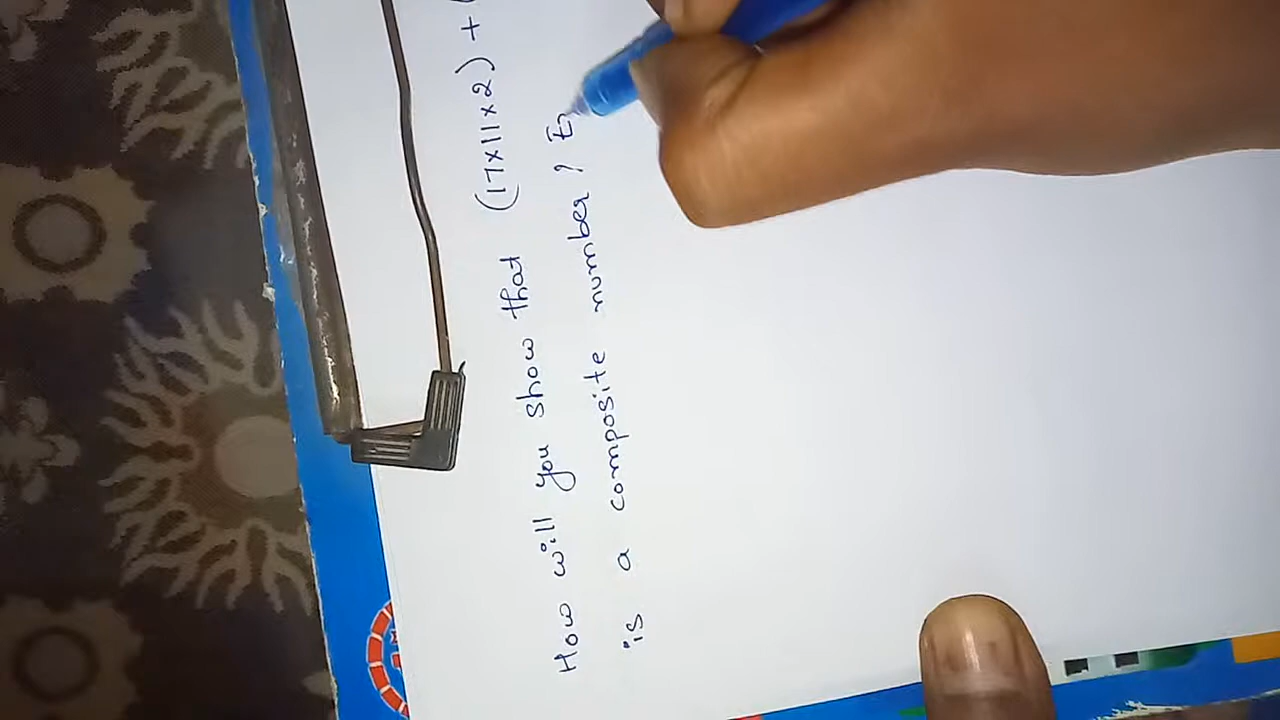 How will you show that (17×11×2) + (
is a composite number?